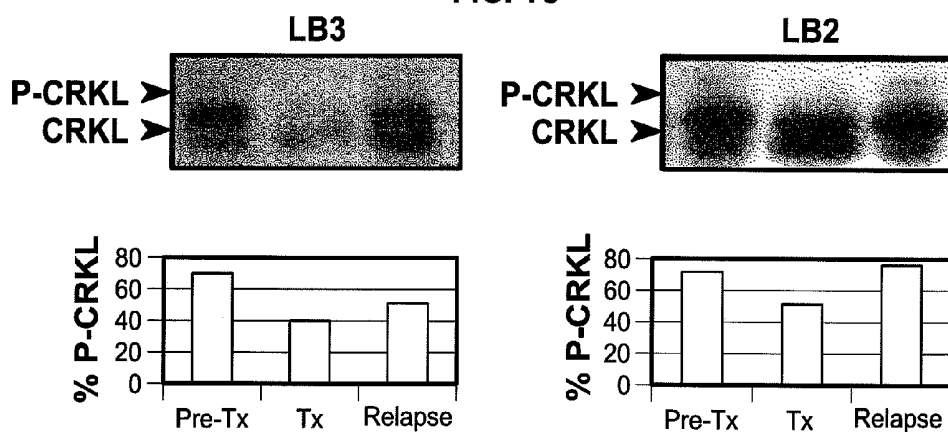 LB3
P-CRKL
CRKL
LB2
P-CRKL
CRKL
% P-CRKL
80
60
40
20
0
Pre-Tx Tx Relapse
% P-CRKL
80
60
40
20
0
Pre-Tx Tx Relapse